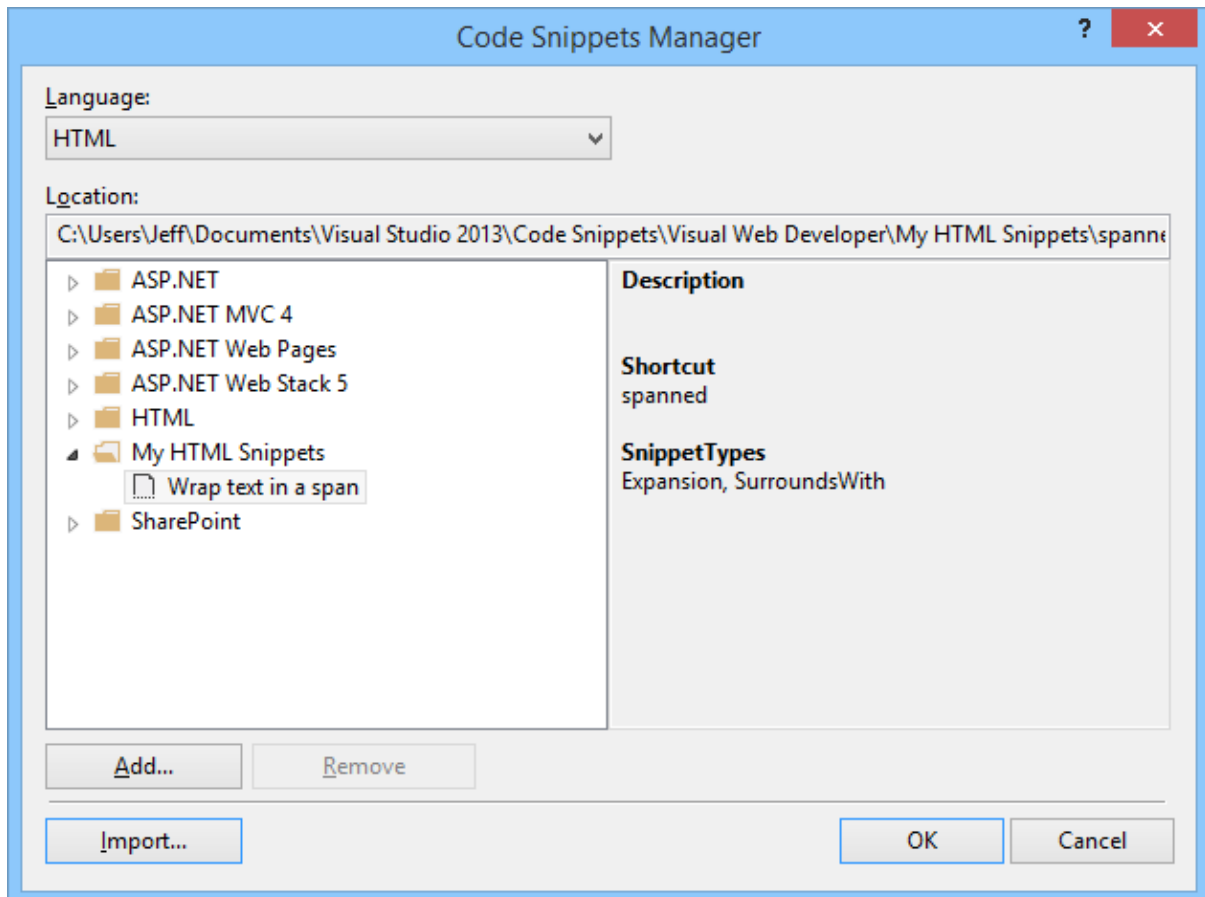 Code Snippets Manager
?
Language:
HTML
Location:
C:\Users\Jeff\Documents\Visual Studio 2013\Code Snippets\Visual Web Developer\My HTML Snippets\spanne
ASP.NET
ASP.NET MVC 4
ASP.NET Web Pages
ASP.NET Web Stack 5
HTML
My HTML Snippets
Wrap text in a span
SharePoint
Description
Shortcut
spanned
SnippetTypes
Expansion, SurroundsWith
Add...
Remove
Import...
OK
Cancel